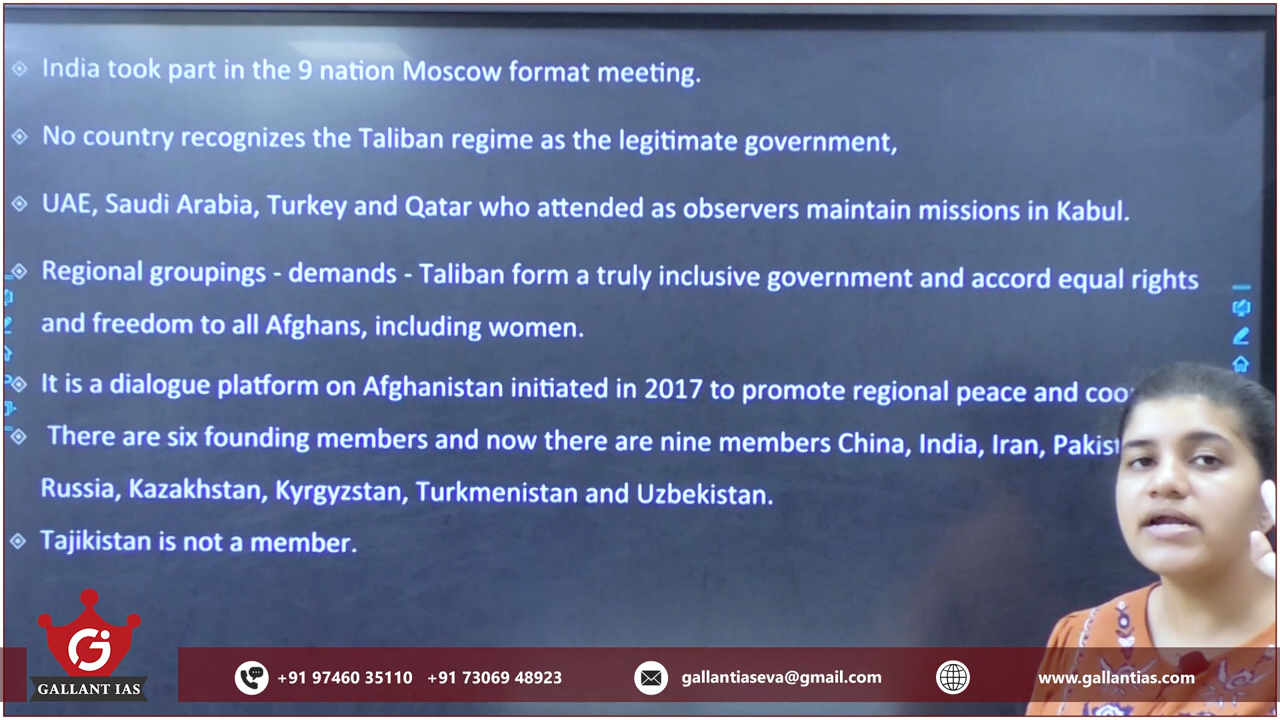 India took part in the 9 nation Moscow format meeting.
No country recognizes the Taliban regime as the legitimate government,
UAE, Saudi Arabia, Turkey and Qatar who attended as observers maintain missions in Kabul.
Regional groupings - demands - Taliban form a truly inclusive government and accord equal rights
and freedom to all Afghans, including women.
It is a dialogue platform on Afghanistan initiated in 2017 to promote regional peace and
There are six founding members and now there are nine members China, India, Iran,
Russia, Kazakhstan, Kyrgyzstan, Turkmenistan and Uzbekistan.
Tajikistan is not a member.
Gi
GALLANT IAS
+91 97460 35110 +91 73069 48923
gallantiaseva@gmail.com
www.gallantias.com